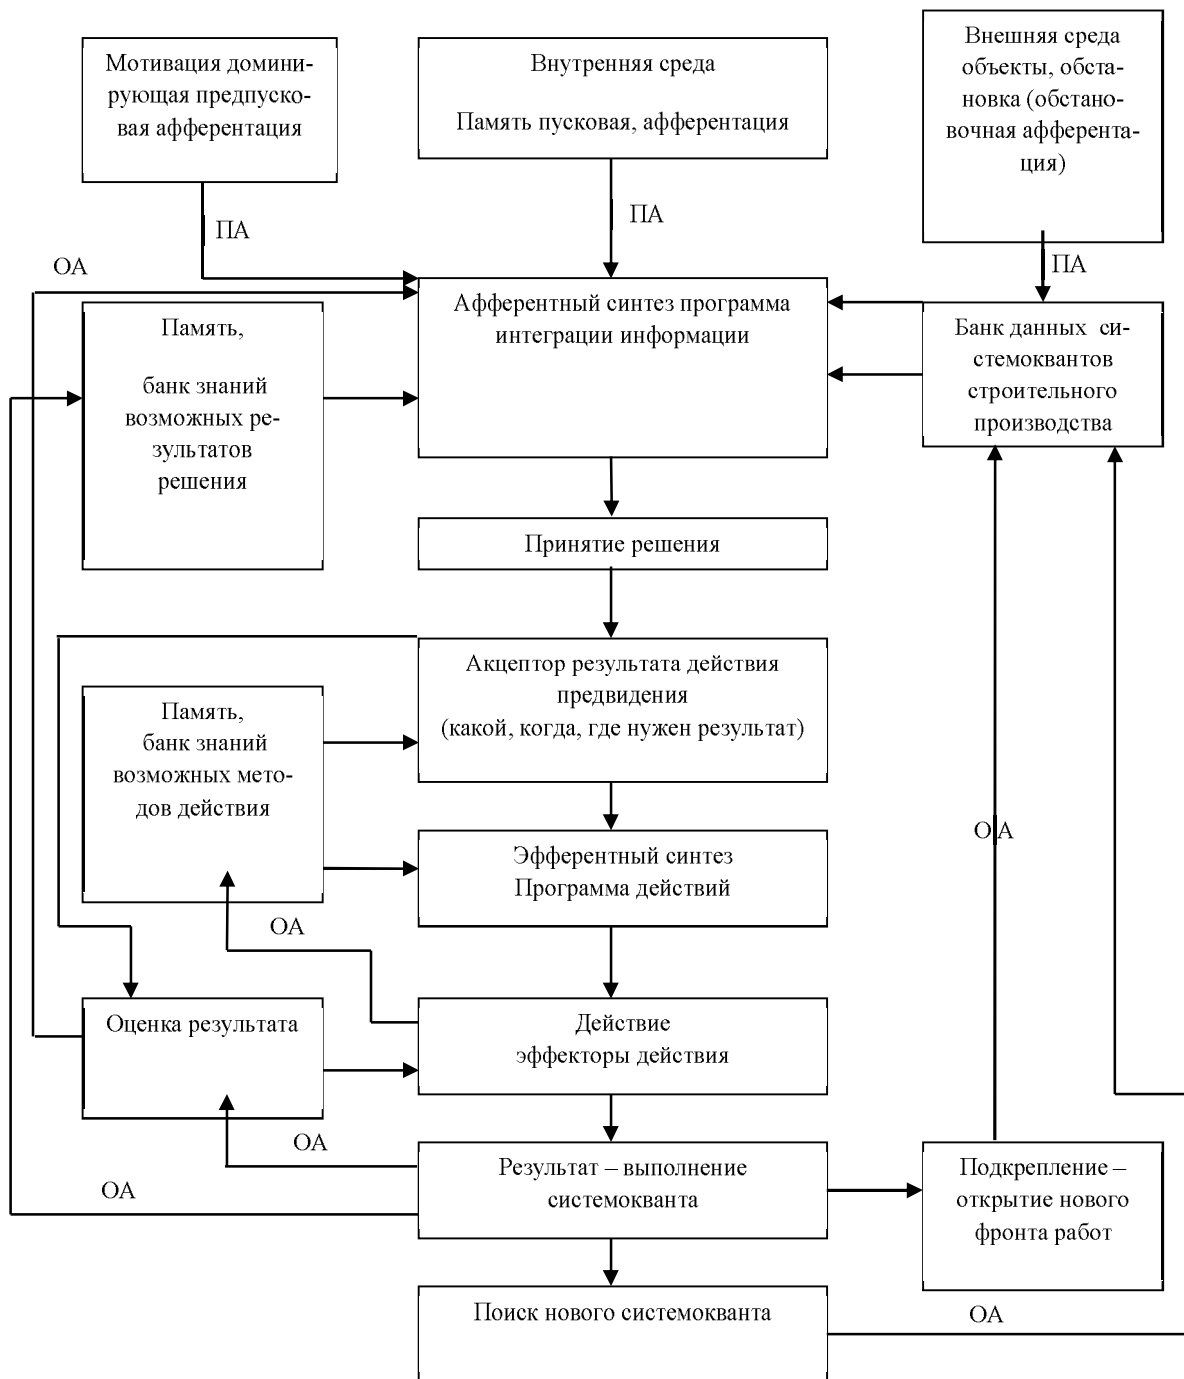 Мотивация домини-
рующая предпуско-
вая афферентация
Внутренняя среда
Память пусковая, афферентация
Внешняя среда
объекты, обста-
новка (обстано-
вочная афферента-
ция)
ПА
ПА
ПА
ОА
Память,
банк знаний
возможных ре-
зультатов
решения
Афферентный синтез программа
интеграции информации
Банк данных си-
стемоквантов
строительного
производства
Принятие решения
Акцептор результата действия
предвидения
(какой, когда, где нужен результат)
Память,
банк знаний
возможных мето-
дов действия
ОА
Эфферентный синтез
Программа действий
ОА
Оценка результата
Действие
эффекторы действия
ОА
ОА
Результат – выполнение
системокванта
Подкрепление –
открытие нового
фронта работ
Поиск нового системокванта
ОА